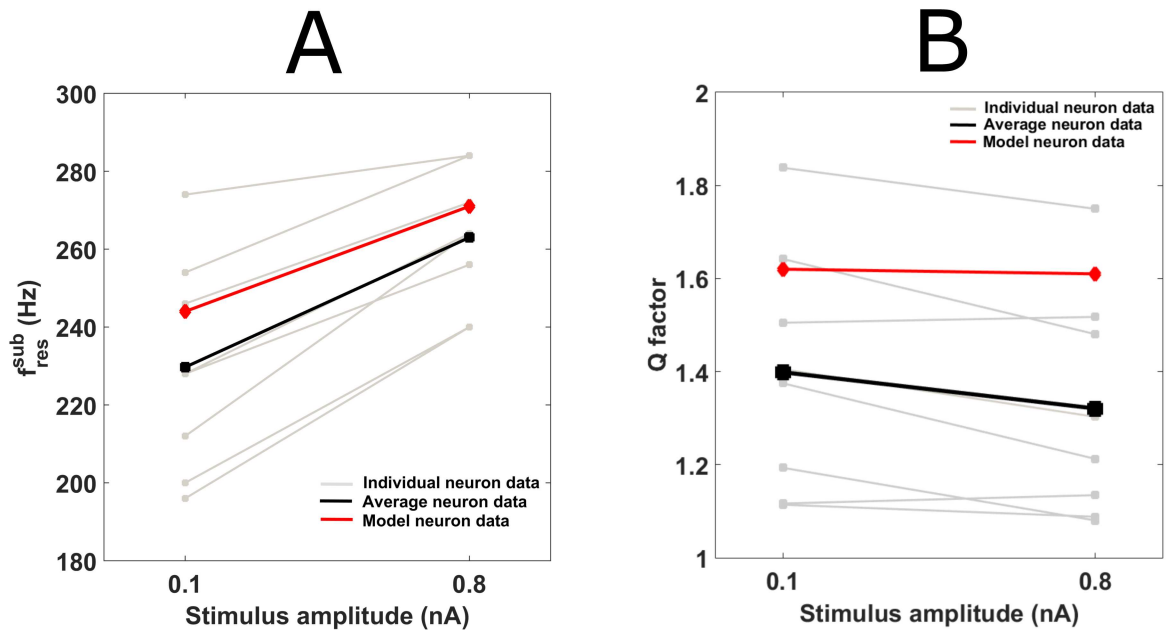 A
300
280
260
240
220
200
180
f_res^sub (Hz)
Individual neuron data
Average neuron data
Model neuron data
0.1
0.8
Stimulus amplitude (nA)
B
2
1.8
1.6
1.4
1.2
1
Q factor
Individual neuron data
Average neuron data
Model neuron data
0.1
0.8
Stimulus amplitude (nA)